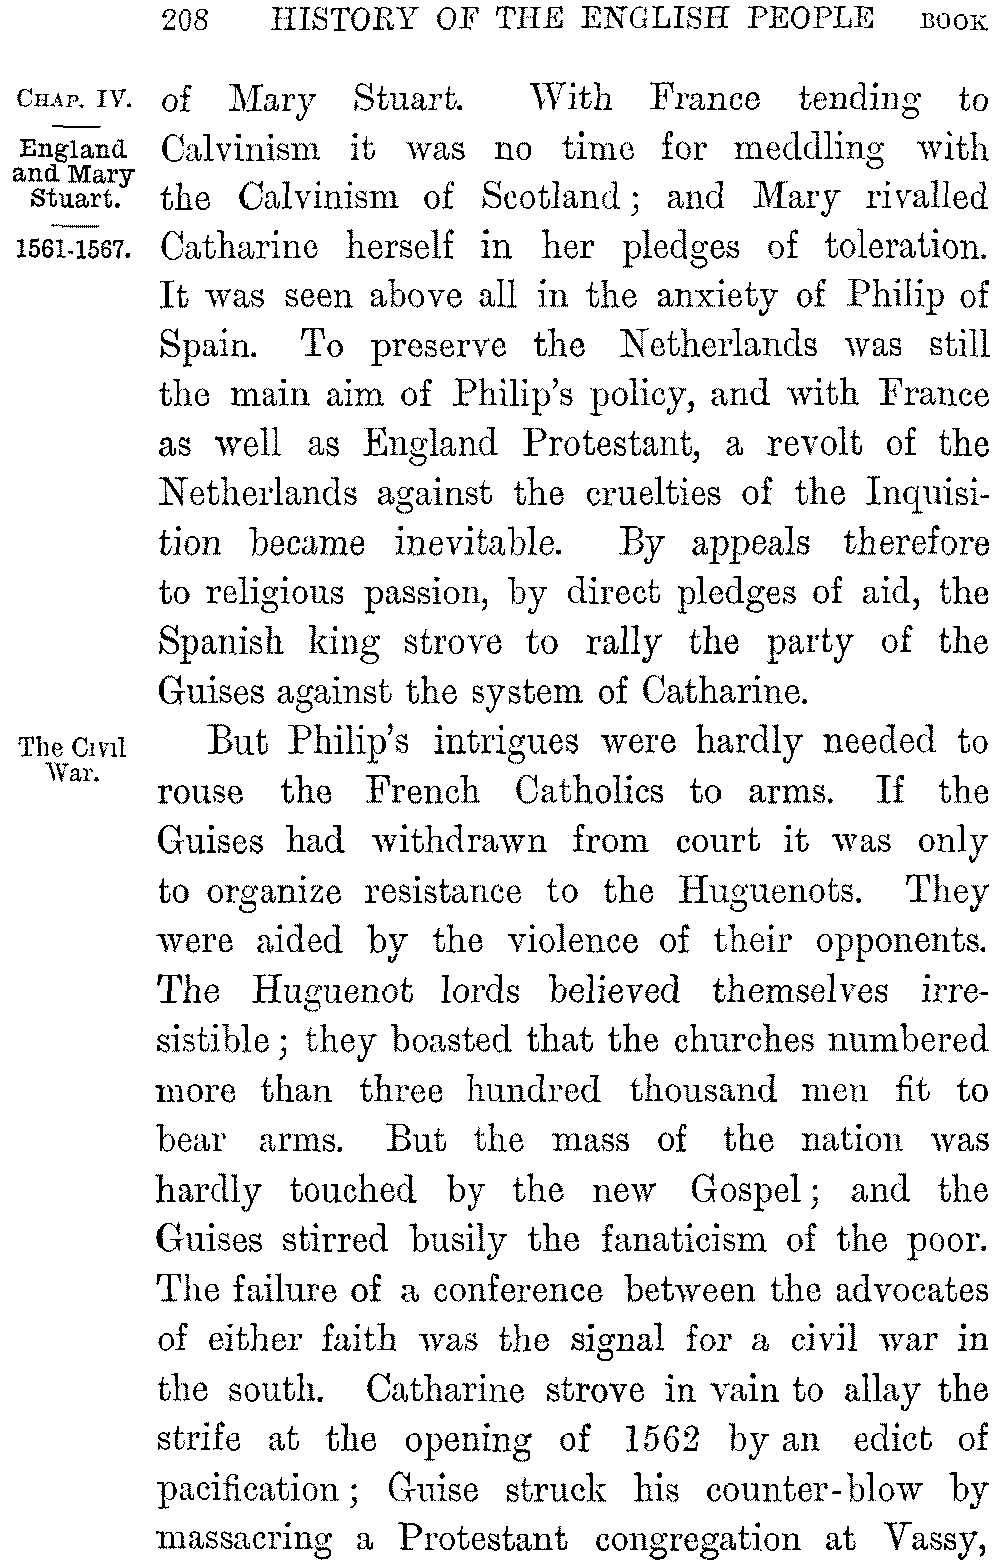 208 HISTORY OF THE ENGLISH PEOPLE BOOK
CHAP. IV.
England
and Mary
Stuart.
1561-1567.
of Mary Stuart. With France tending to
Calvinism it was no time for meddling with
the Calvinism of Scotland; and Mary rivalled
Catharine herself in her pledges of toleration.
It was seen above all in the anxiety of Philip of
Spain. To preserve the Netherlands was still
the main aim of Philip's policy, and with France
as well as England Protestant, a revolt of the
Netherlands against the cruelties of the Inquisi-
tion became inevitable. By appeals therefore
to religious passion, by direct pledges of aid, the
Spanish king strove to rally the party of the
Guises against the system of Catharine.
The Civil
War.
But Philip's intrigues were hardly needed to
rouse the French Catholics to arms. If the
Guises had withdrawn from court it was only
to organize resistance to the Huguenots. They
were aided by the violence of their opponents.
The Huguenot lords believed themselves irre-
sistible; they boasted that the churches numbered
more than three hundred thousand men fit to
bear arms. But the mass of the nation was
hardly touched by the new Gospel; and the
Guises stirred busily the fanaticism of the poor.
The failure of a conference between the advocates
of either faith was the signal for a civil war in
the south. Catharine strove in vain to allay the
strife at the opening of 1562 by an edict of
pacification; Guise struck his counter-blow by
massacring a Protestant congregation at Vassy,